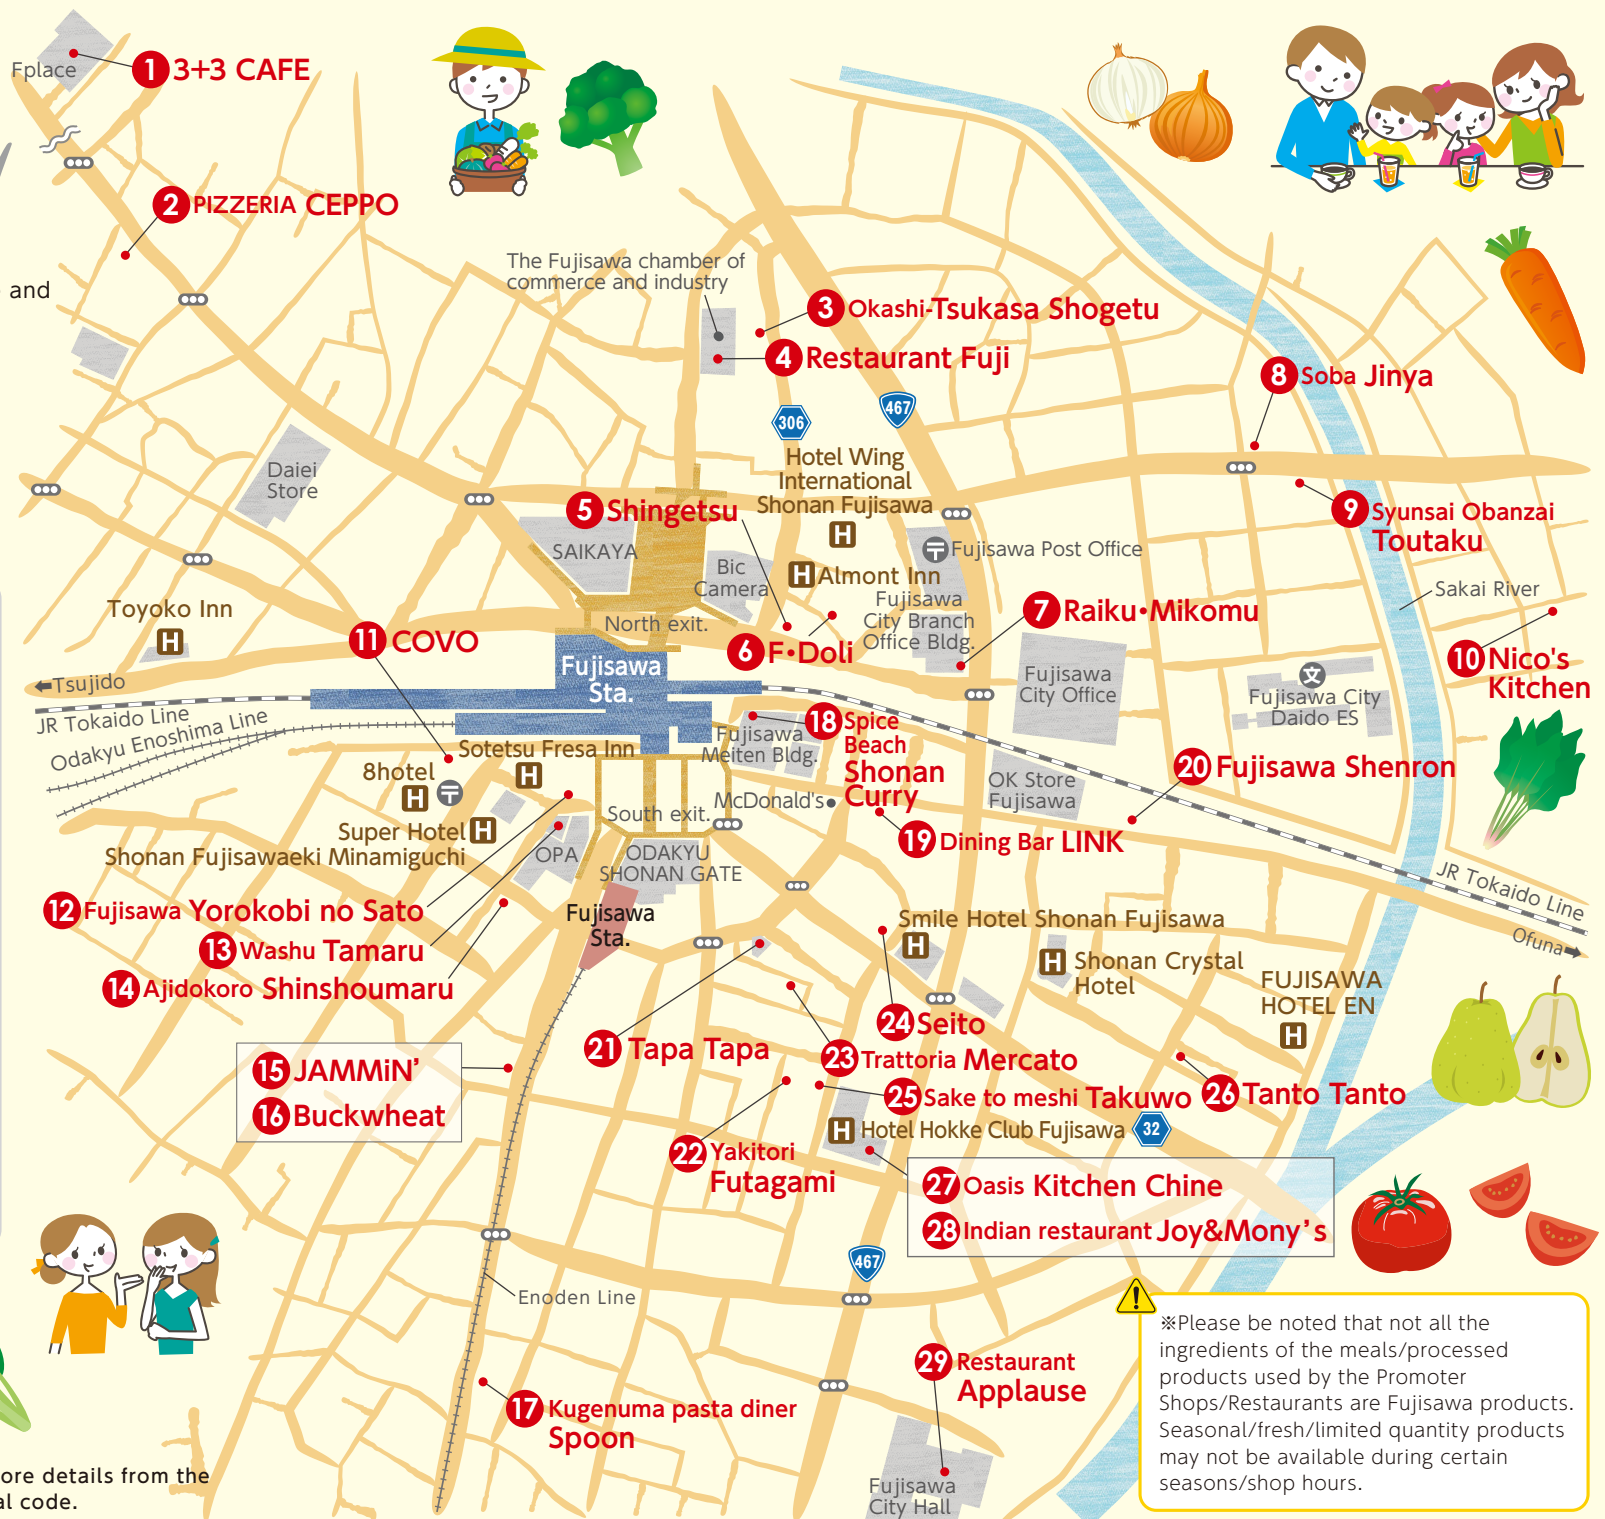 Fplace
1 3+3 CAFE
2 PIZZERIA CEPPO
and
The Fujisawa chamber of
commerce and industry
3 Okashi-Tsukasa Shogetu
4 Restaurant Fuji
8 Soba Jinya
306
467
Hotel Wing
International
Shonan Fujisawa
H
Daiei
Store
5 Shingetsu
9 Syunsai Obanzai
Toutaku
SAIKAYA
Bic
Camera
〒 Fujisawa Post Office
H Almont Inn
Fujisawa
City Branch
Office Bldg.
Sakai River
Toyoko Inn
H
11 COVO
North exit.
7 Raiku•Mikomu
6 F•Doli
Fujisawa
Sta.
10 Nico's
Kitchen
←Tsujido
JR Tokaido Line
Odakyu Enoshima Line
Fujisawa
City Office
文
Fujisawa City
Daido ES
Fujisawa
Meiten Bldg.
18 Spice
Beach
Shonan
Curry
Sotetsu Fresa Inn
H
8hotel
H 〒
20 Fujisawa Shenron
OK Store
Fujisawa
McDonald's
South exit.
Super Hotel H
Shonan Fujisawaeki Minamiguchi
19 Dining Bar LINK
OPA
ODAKYU
SHONAN GATE
JR Tokaido Line
Ofuna→
12 Fujisawa Yorokobi no Sato
Fujisawa
Sta.
13 Washu Tamaru
14 Ajidokoro Shinshoumaru
Smile Hotel Shonan Fujisawa
H
H Shonan Crystal
Hotel
FUJISAWA
HOTEL EN
H
24 Seito
21 Tapa Tapa
23 Trattoria Mercato
15 JAMMiN’
16 Buckwheat
25 Sake to meshi Takuwo
26 Tanto Tanto
H Hotel Hokke Club Fujisawa
32
22 Yakitori
Futagami
27 Oasis Kitchen Chine
28 Indian restaurant Joy&Mony’s
467
Enoden Line
29 Restaurant
Applause
17 Kugenuma pasta diner
Spoon
Fujisawa
City Hall
!
※Please be noted that not all the
ingredients of the meals/processed
products used by the Promoter
Shops/Restaurants are Fujisawa products.
Seasonal/fresh/limited quantity products
may not be available during certain
seasons/shop hours.
ore details from the
al code.